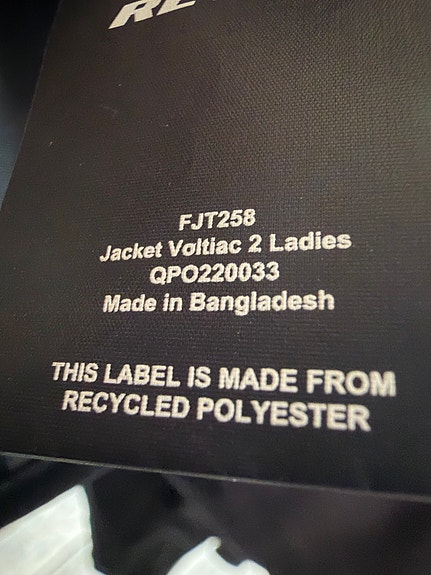 FJT258
Jacket Voltiac 2 Ladies
QPO220033
Made in Bangladesh
THIS LABEL IS MADE FROM
RECYCLED POLYESTER